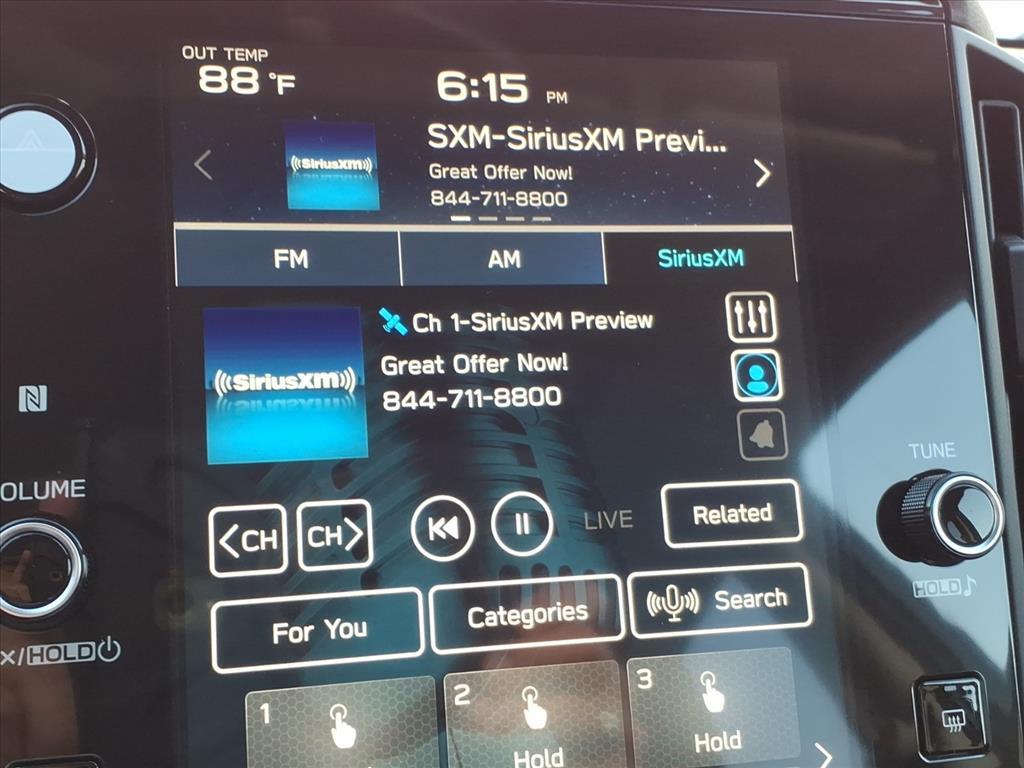 OUT TEMP
88 °F
6:15 PM
((SiriusXM))
SXM-SiriusXM Previ...
Great Offer Now!
844-711-8800
FM
AM
SiriusXM
((SiriusXM))
Ch 1-SiriusXM Preview
Great Offer Now!
844-711-8800
OLUME
TUNE
<CH
CH>
LIVE
Related
HOLD♪
For You
Categories
Search
×/HOLD
1
2
Hold
3
Hold